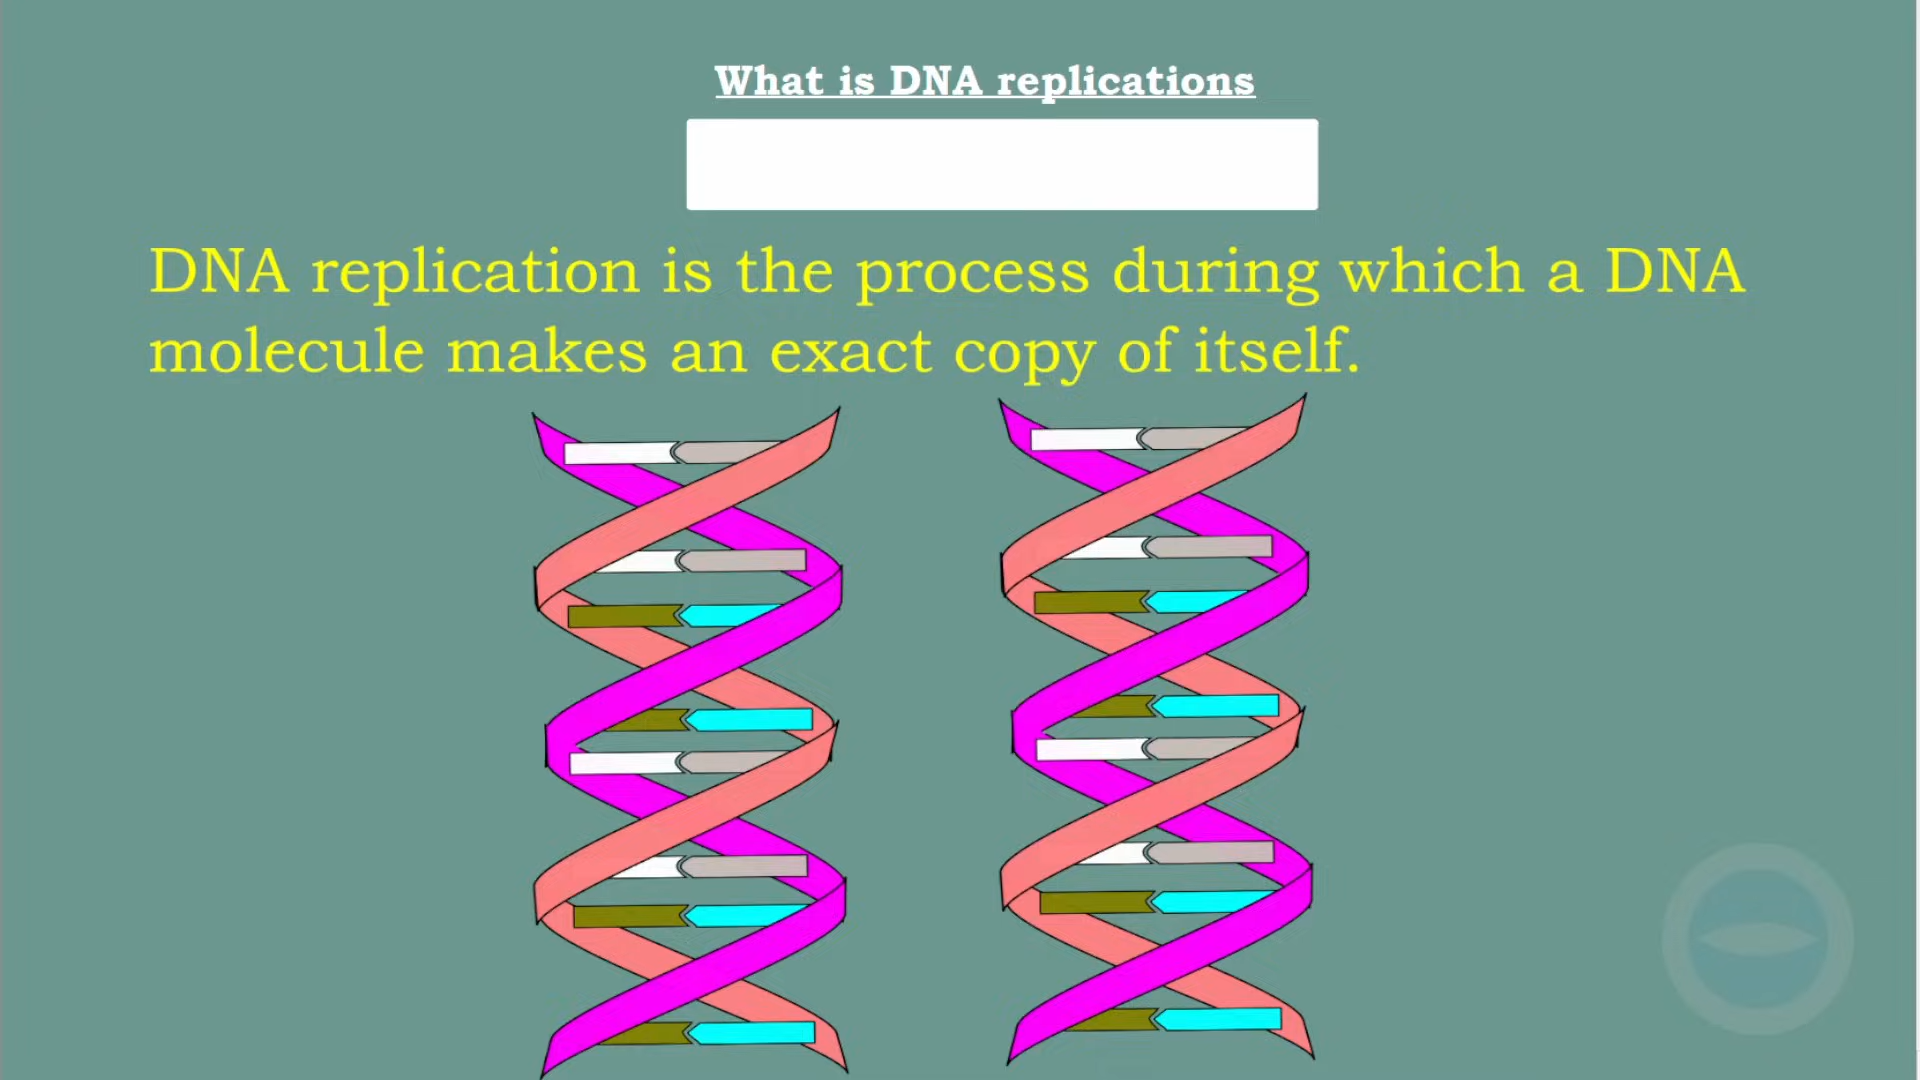 What is DNA replications
DNA replication is the process during which a DNA
molecule makes an exact copy of itself.